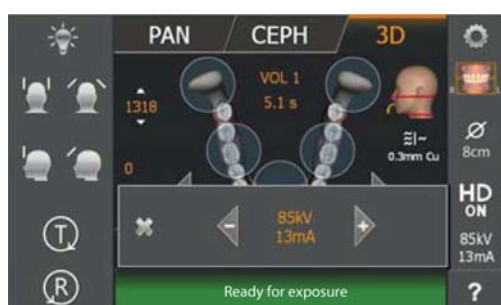 PAN
CEPH
3D
VOL 1
5.1 s
1318
0
0.3mm Cu
R
8cm
HD
ON
85kV
13mA
85kV
13mA
T
R
Ready for exposure
?